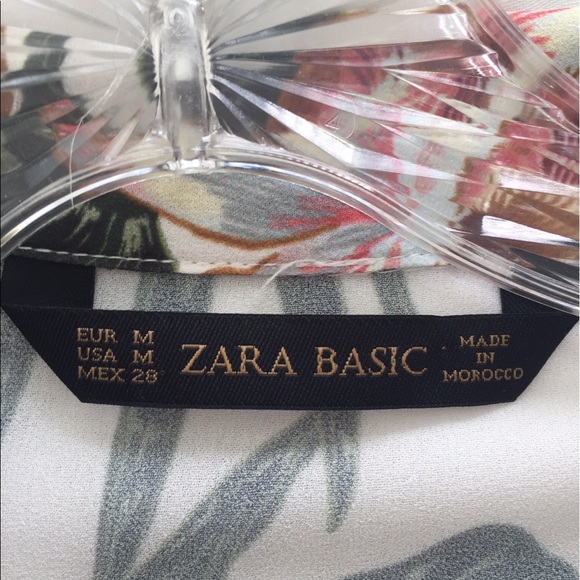 EUR M
USA M
MEX 28
ZARA BASIC
MADE
IN
MOROCCO